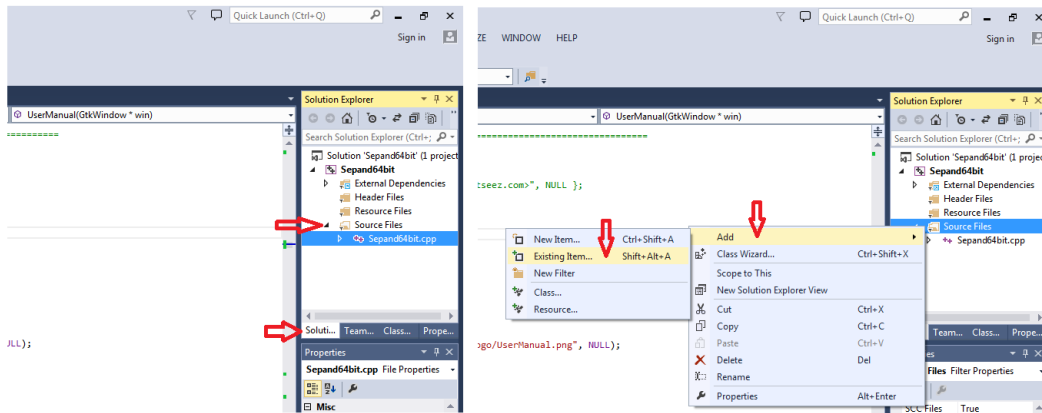 Quick Launch (Ctrl+Q)
Sign in
UserManual(GtkWindow * win)
===========
Solution Explorer
Search Solution Explorer (Ctrl+;
Solution 'Sepand64bit' (1 project
Sepand64bit
External Dependencies
Header Files
Resource Files
Source Files
Sepand64bit.cpp
Soluti... Team... Class... Prope...
JLL);
Properties
Sepand64bit.cpp File Properties
Misc
Quick Launch (Ctrl+Q)
ZE WINDOW HELP
Sign in
UserManual(GtkWindow * win)
Solution Explorer
Search Solution Explorer (Ctrl+;
Solution 'Sepand64bit' (1 projec
Sepand64bit
tseez.com>", NULL };
External Dependencies
Header Files
Resource Files
Source Files
Sepand64bit.cpp
New Item... Ctrl+Shift+A
Existing Item... Shift+Alt+A
New Filter
Class...
Resource...
Add
Class Wizard... Ctrl+Shift+X
Scope to This
New Solution Explorer View
Cut Ctrl+X
Copy Ctrl+C
Paste Ctrl+V
Delete Del
Rename
Properties Alt+Enter
Team... Class... Prope...
ogo/UserManual.png", NULL);
es
Files Filter Properties
SCC Files True